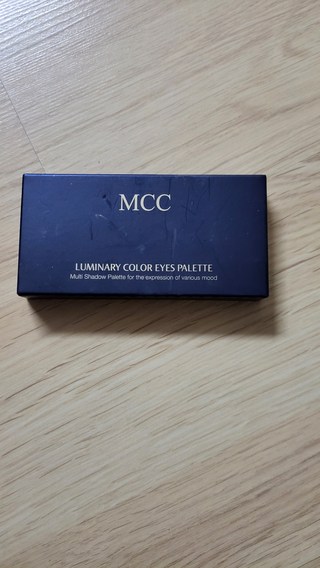 MCC
LUMINARY COLOR EYES PALETTE
Multi Shadow Palette for the expression of various mood